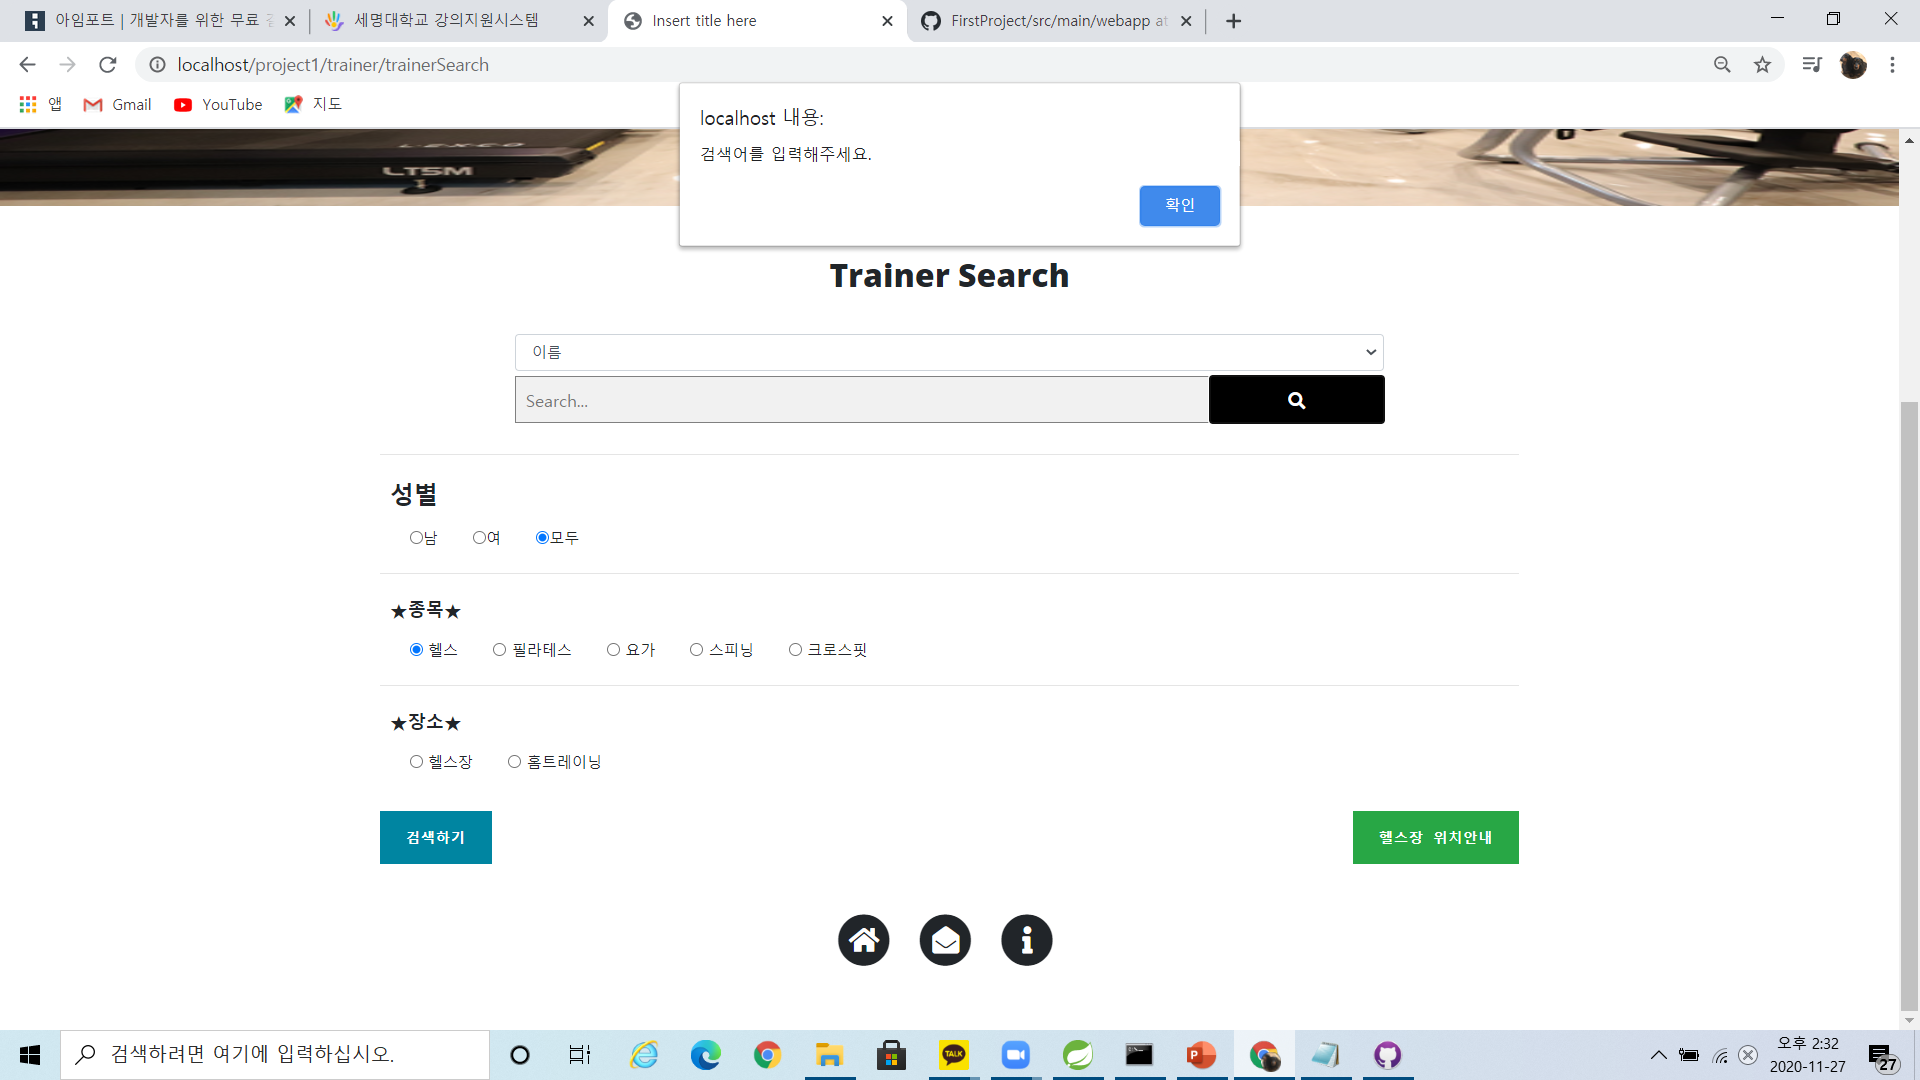 아임포트 | 개발자를 위한 무료
세명대학교 강의지원시스템
Insert title here
FirstProject/src/main/webapp at
localhost/project1/trainer/trainerSearch
앱
Gmail
YouTube
지도
LEXCO
LTSM
localhost 내용:
검색어를 입력해주세요.
확인
Trainer Search
이름
Search...
성별
남 여 모두
★종목★
헬스 필라테스 요가 스피닝 크로스핏
★장소★
헬스장 홈트레이닝
검색하기
헬스장 위치안내
검색하려면 여기에 입력하십시오.
TALK
오후 2:32
2020-11-27
27